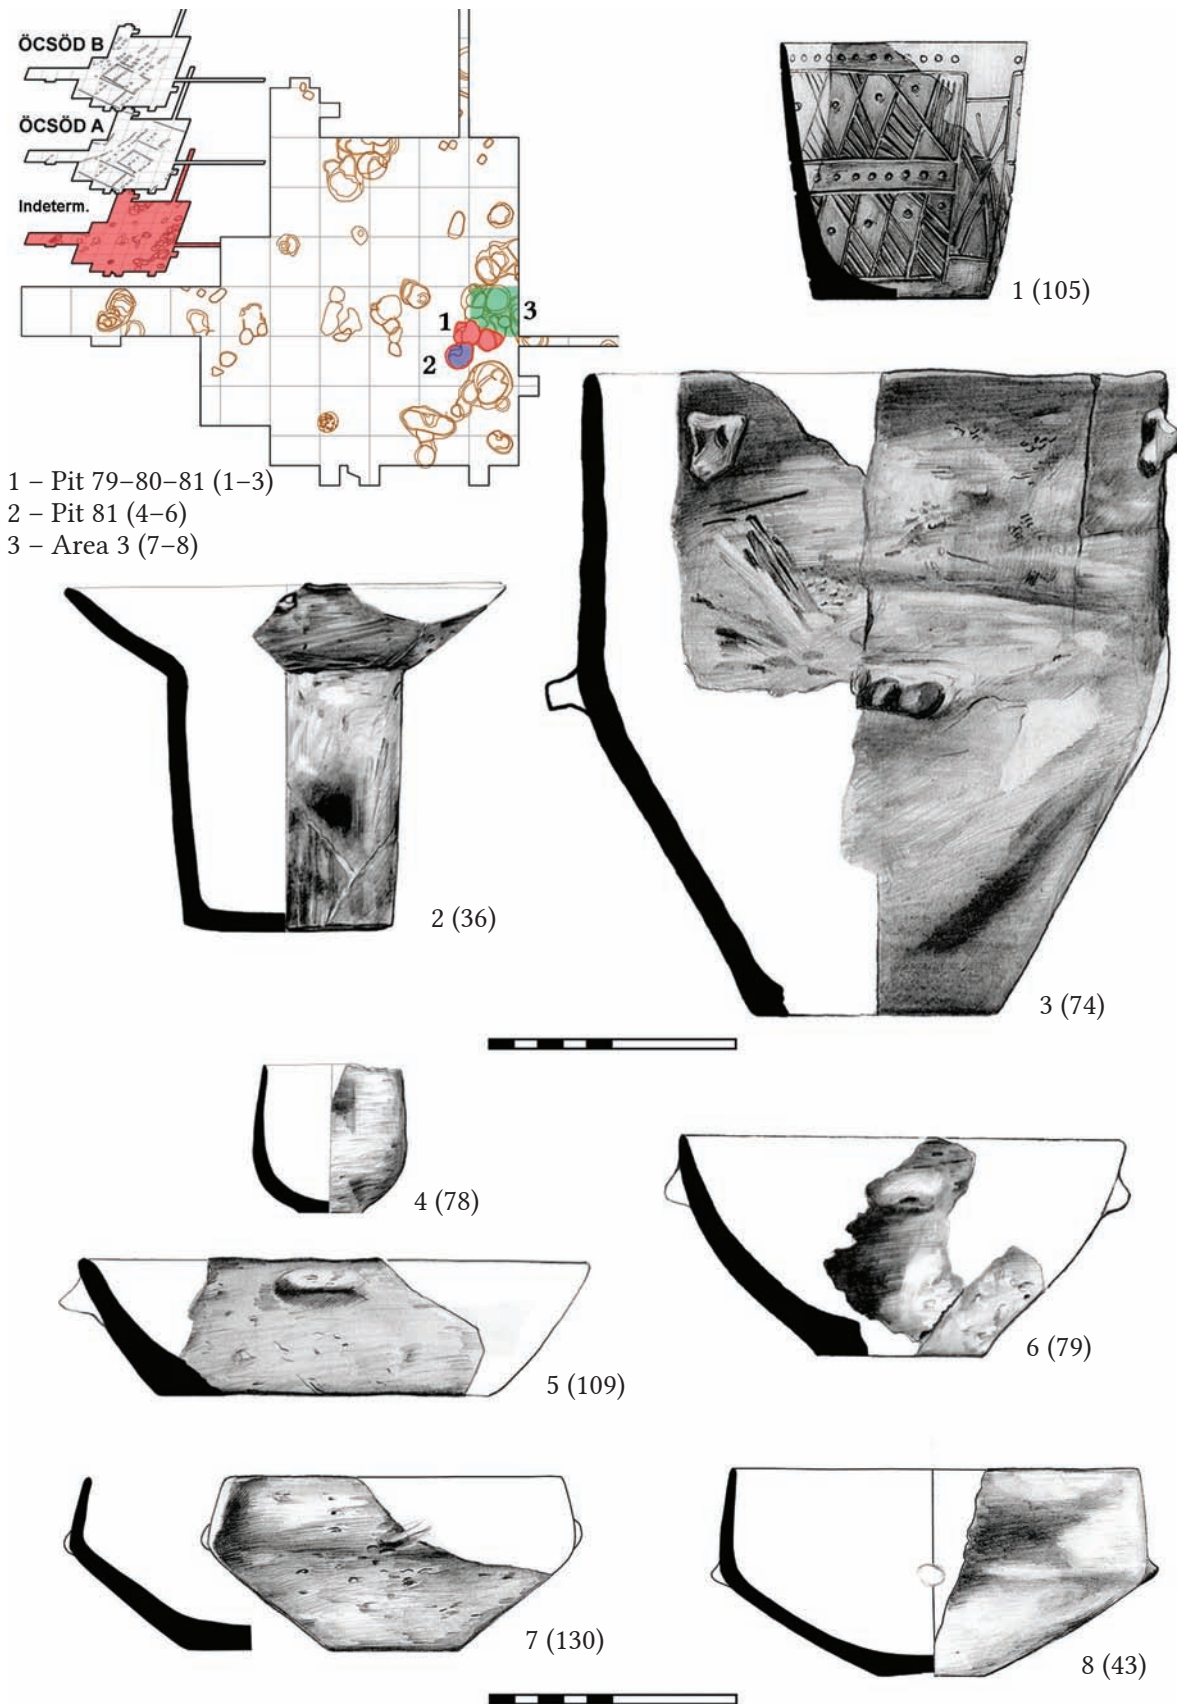 ÖCSÖD B
ÖCSÖD A
Indeterm.
1
2
3
1 – Pit 79–80–81 (1–3)
2 – Pit 81 (4–6)
3 – Area 3 (7–8)
1 (105)
2 (36)
3 (74)
4 (78)
5 (109)
6 (79)
7 (130)
8 (43)